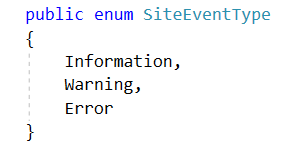 public enum SiteEventType
{
    Information,
    Warning,
    Error
}